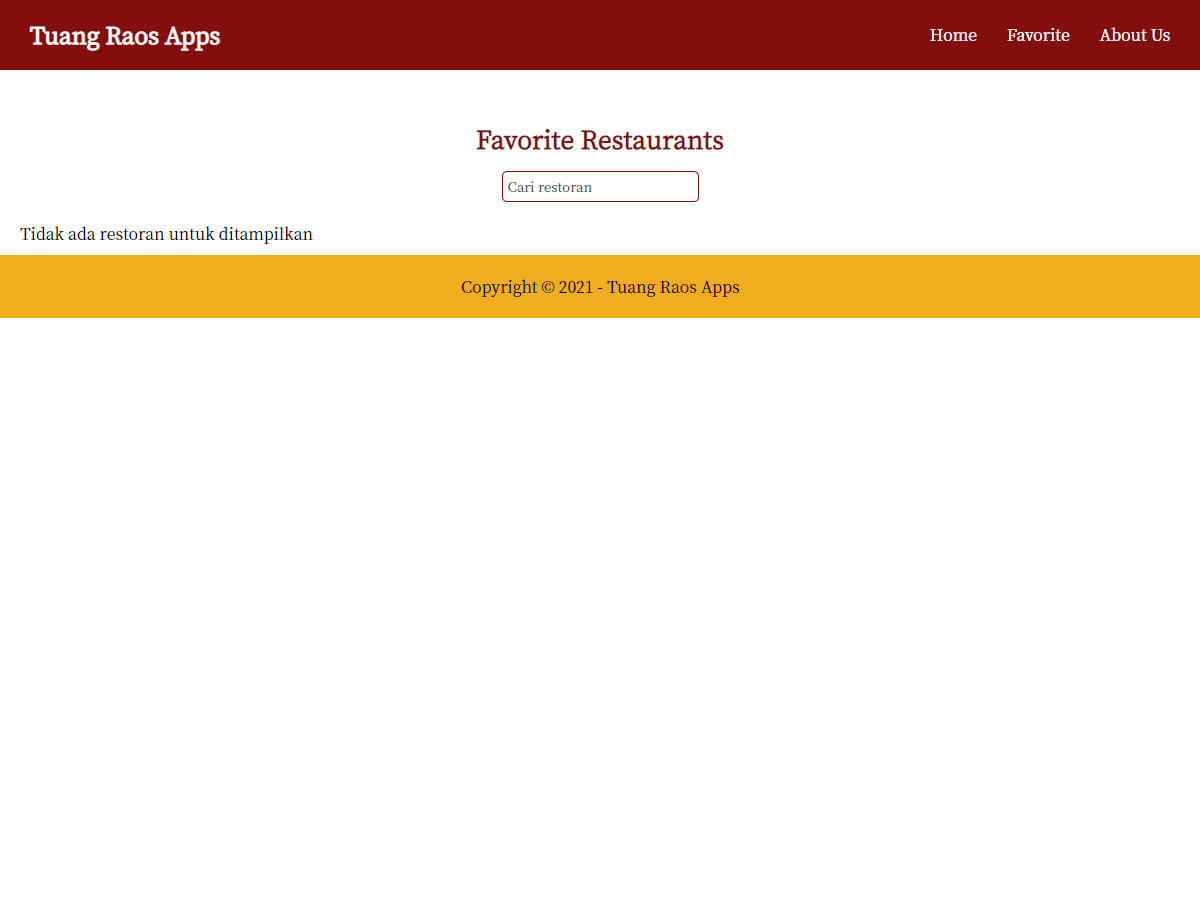 Tuang Raos Apps
Home Favorite About Us
Favorite Restaurants
Cari restoran
Tidak ada restoran untuk ditampilkan
Copyright © 2021 - Tuang Raos Apps